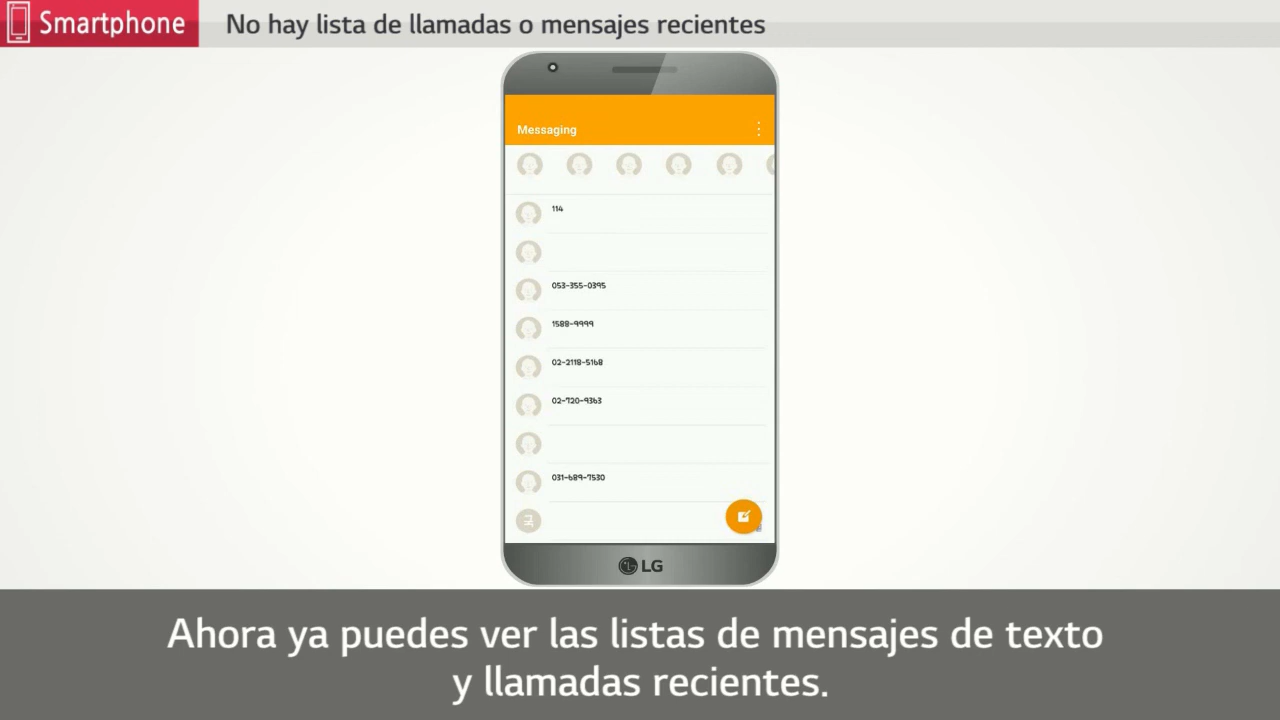 Smartphone
No hay lista de llamadas o mensajes recientes
Messaging
114
053-355-0395
1588-9999
02-2118-5168
02-720-9363
031-689-7530
LG
Ahora ya puedes ver las listas de mensajes de texto
y llamadas recientes.